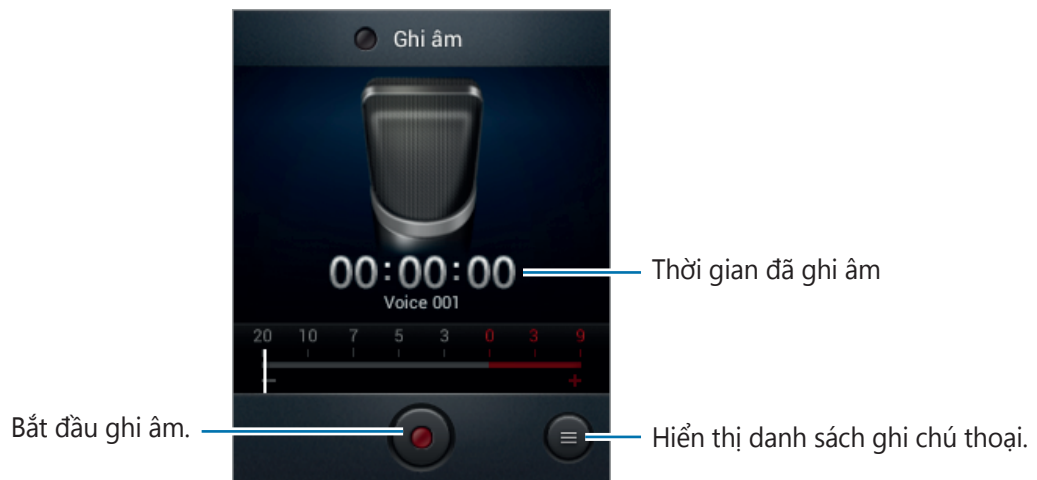 Ghi âm
00:00:00
Thời gian đã ghi âm
Voice 001
20 10 7 5 3 0 3 9
− +
Bắt đầu ghi âm.
Hiển thị danh sách ghi chú thoại.